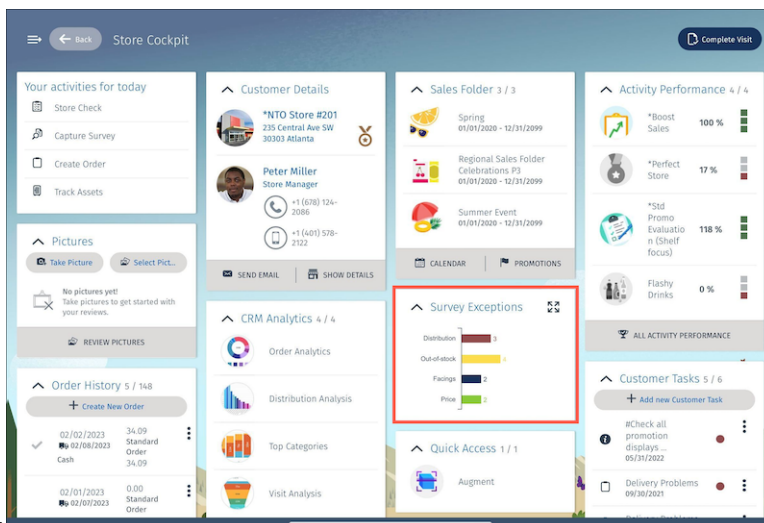 Back
Store Cockpit
Complete Visit
Your activities for today
Store Check
Capture Survey
Create Order
Track Assets
Pictures
Take Picture
Select Pict...
No pictures yet!
Take pictures to get started with
your reviews.
REVIEW PICTURES
Order History 5 / 148
Create New Order
02/02/2023
02/08/2023
Cash
34.09
Standard
Order
34.09
02/01/2023
02/07/2023
0.00
Standard
Order
Customer Details
*NTO Store #201
235 Central Ave SW
30303 Atlanta
Peter Miller
Store Manager
+1 (678) 124-
2086
+1 (401) 578-
2122
SEND EMAIL
SHOW DETAILS
CRM Analytics 4 / 4
Order Analytics
Distribution Analysis
Top Categories
Visit Analysis
Sales Folder 3 / 3
Spring
01/01/2020 - 12/31/2099
Regional Sales Folder
Celebrations P3
01/01/2020 - 12/31/2099
Summer Event
01/01/2020 - 12/31/2099
CALENDAR
PROMOTIONS
Survey Exceptions
Distribution 3
Out-of-stock 4
Facings 2
Price 2
Quick Access 1 / 1
Augment
Activity Performance 4 / 4
*Boost
Sales
100 %
*Perfect
Store
17 %
*Std
Promo
Evaluatio
n (Shelf
focus)
118 %
Flashy
Drinks
0 %
ALL ACTIVITY PERFORMANCE
Customer Tasks 5 / 6
Add new Customer Task
#Check all
promotion
displays ...
05/31/2022
Delivery Problems
09/30/2021